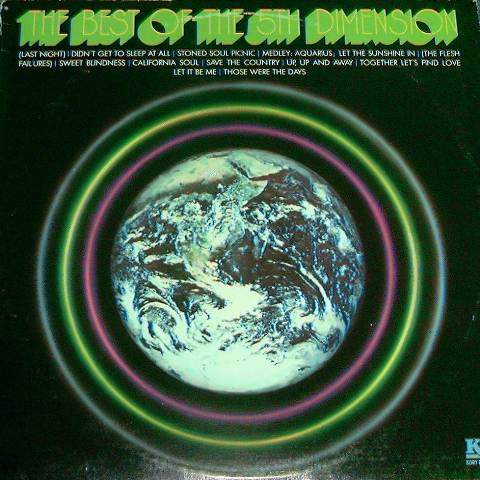 THE BEST OF THE 5TH DIMENSION
(LAST NIGHT) I DIDN'T GET TO SLEEP AT ALL | STONED SOUL PICNIC | MEDLEY: AQUARIUS; LET THE SUNSHINE IN | (THE FLESH
FAILURES) | SWEET BLINDNESS | CALIFORNIA SOUL | SAVE THE COUNTRY | UP, UP AND AWAY | TOGETHER LET'S FIND LOVE
LET IT BE ME | THOSE WERE THE DAYS
K